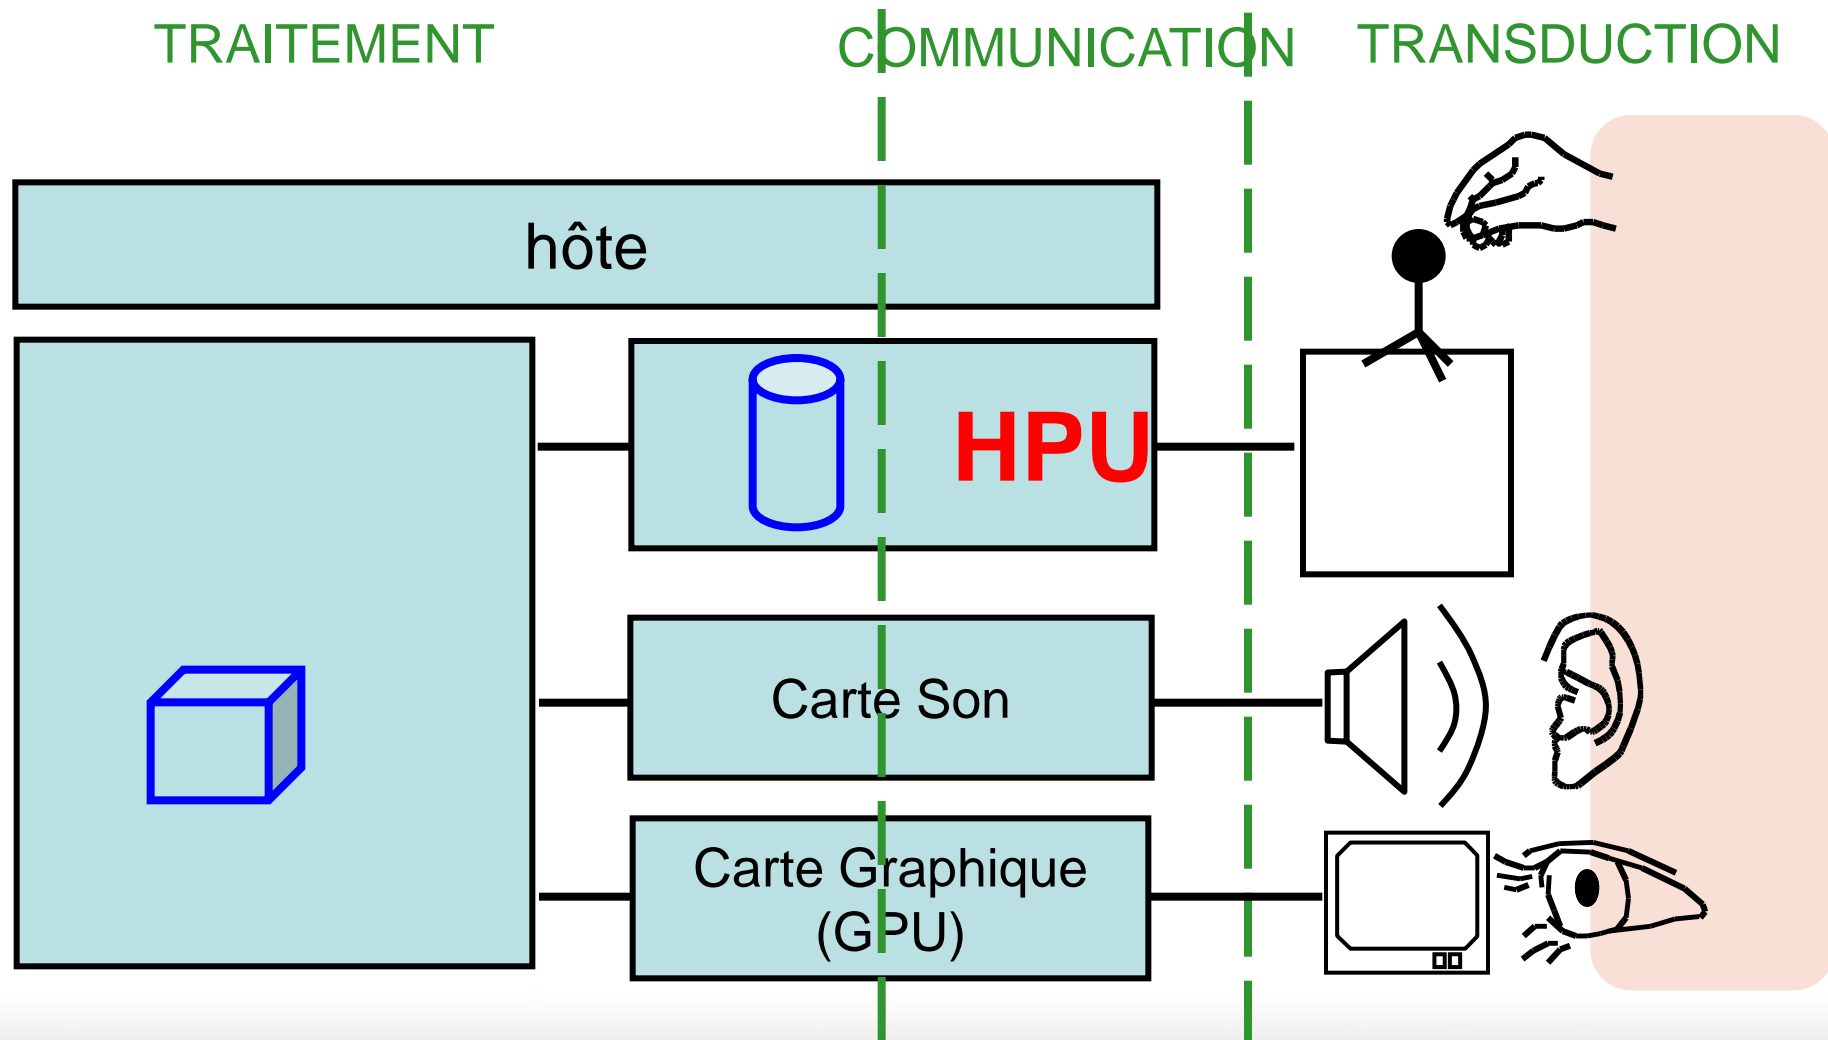 TRAITEMENT
COMMUNICATION
TRANSDUCTION
hôte
HPU
Carte Son
Carte Graphique
(GPU)